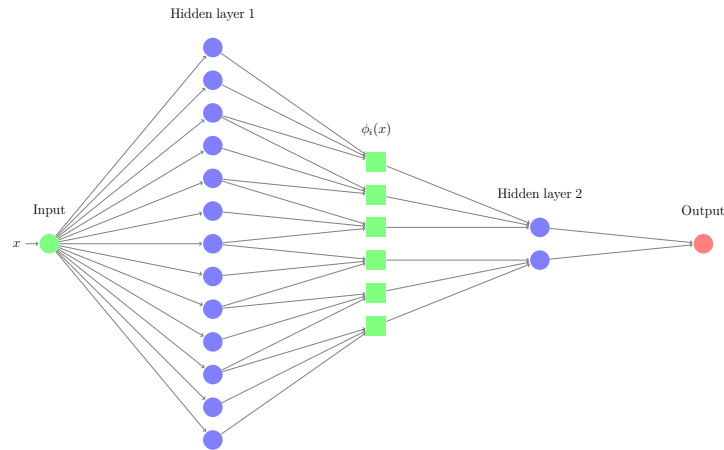 Hidden layer 1
ϕᵢ(x)
Hidden layer 2
Input
Output
x